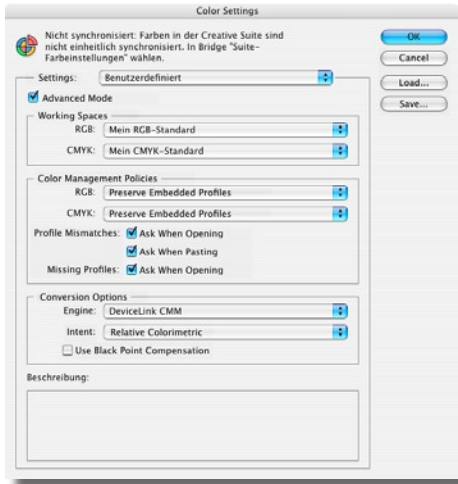 Color Settings
Nicht synchronisiert: Farben in der Creative Suite sind
nicht einheitlich synchronisiert. In Bridge "Suite-
Farbeinstellungen" wählen.
OK
Cancel
Load...
Save...
Settings: Benutzerdefiniert
Advanced Mode
Working Spaces
RGB: Mein RGB-Standard
CMYK: Mein CMYK-Standard
Color Management Policies
RGB: Preserve Embedded Profiles
CMYK: Preserve Embedded Profiles
Profile Mismatches: Ask When Opening
Ask When Pasting
Missing Profiles: Ask When Opening
Conversion Options
Engine: DeviceLink CMM
Intent: Relative Colorimetric
Use Black Point Compensation
Beschreibung: